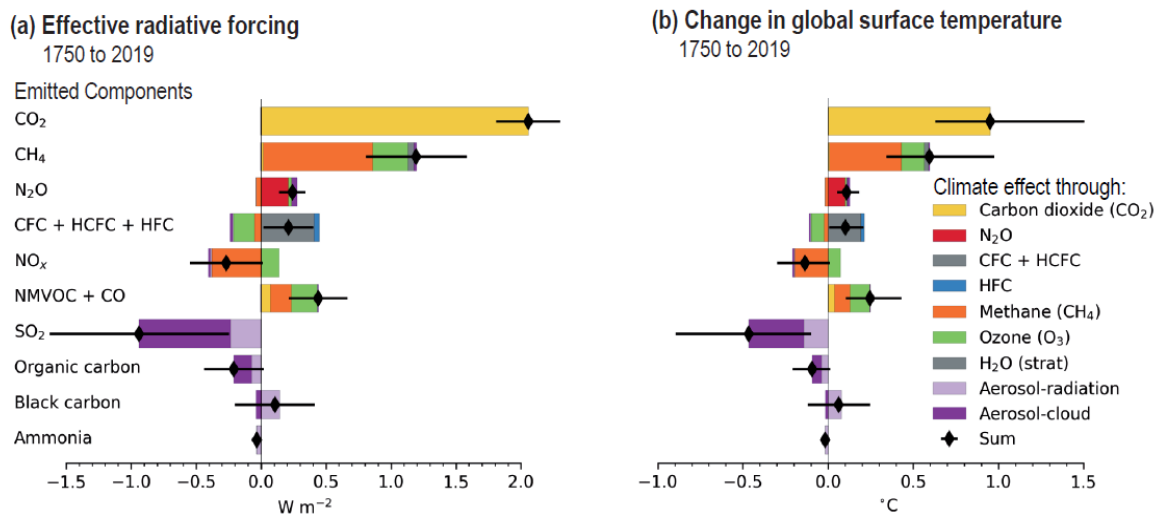 (a) Effective radiative forcing
1750 to 2019
Emitted Components
CO₂
CH₄
N₂O
CFC + HCFC + HFC
NOₓ
NMVOC + CO
SO₂
Organic carbon
Black carbon
Ammonia
−1.5 −1.0 −0.5 0.0 0.5 1.0 1.5 2.0
W m⁻²
(b) Change in global surface temperature
1750 to 2019
Climate effect through:
Carbon dioxide (CO₂)
N₂O
CFC + HCFC
HFC
Methane (CH₄)
Ozone (O₃)
H₂O (strat)
Aerosol-radiation
Aerosol-cloud
Sum
−1.0 −0.5 0.0 0.5 1.0 1.5
°C